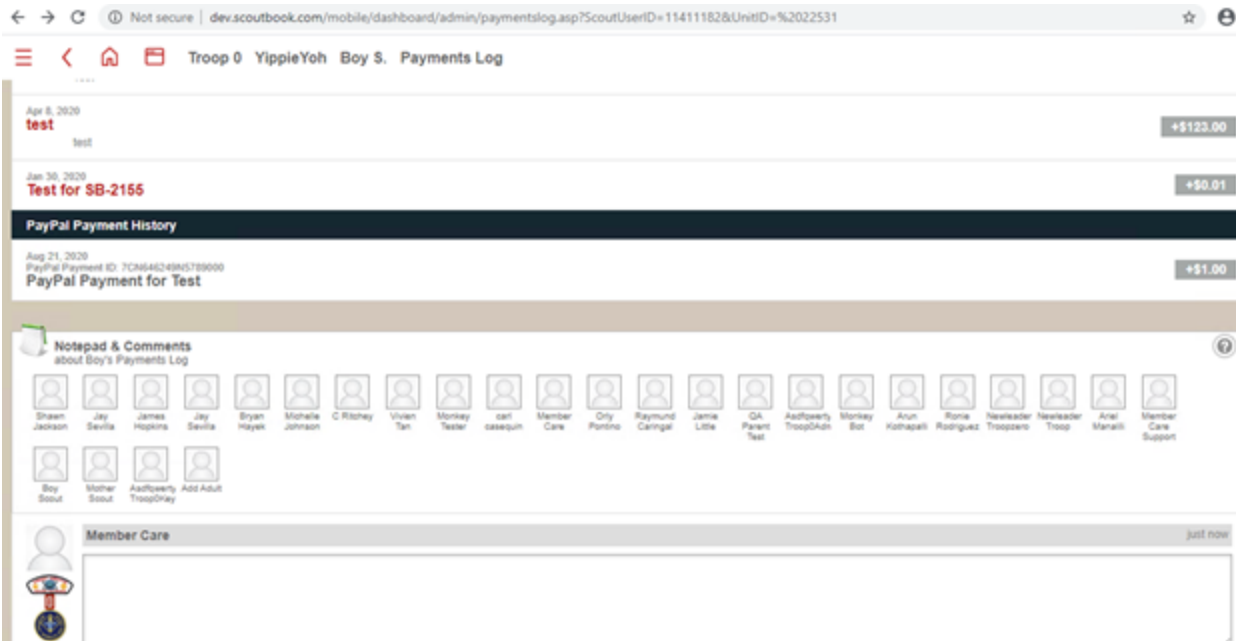 Not secure | dev.scoutbook.com/mobile/dashboard/admin/paymentslog.asp?ScoutUserID=11411182&UnitID=%2022531
Troop 0 YippieYoh Boy S. Payments Log
Apr 8, 2020
test
+$123.00
test
Jan 30, 2020
Test for SB-2155
+$0.01
PayPal Payment History
Aug 21, 2020
PayPal Payment ID: 7CN646249N5789000
PayPal Payment for Test
+$1.00
Notepad & Comments
about Boy's Payments Log
Shawn Jay James Jay Bryan Michelle C Ritchey Vivien Monkey carl Member Orly Raymund Jamie QA Asdfqwerty Monkey Arun Ronie Newleader Newleader Ariel Member
Jackson Sevilla Hopkins Sevilla Hayek Johnson Tan Tester casequin Care Pontino Caringal Little Parent Troop0Adn Bot Kothapalli Rodriguez Troopzero Troop Manalili Care
Test Support
Boy Mother Asdfqwerty Add Adult
Scout Scout Troop0Key
Member Care
just now